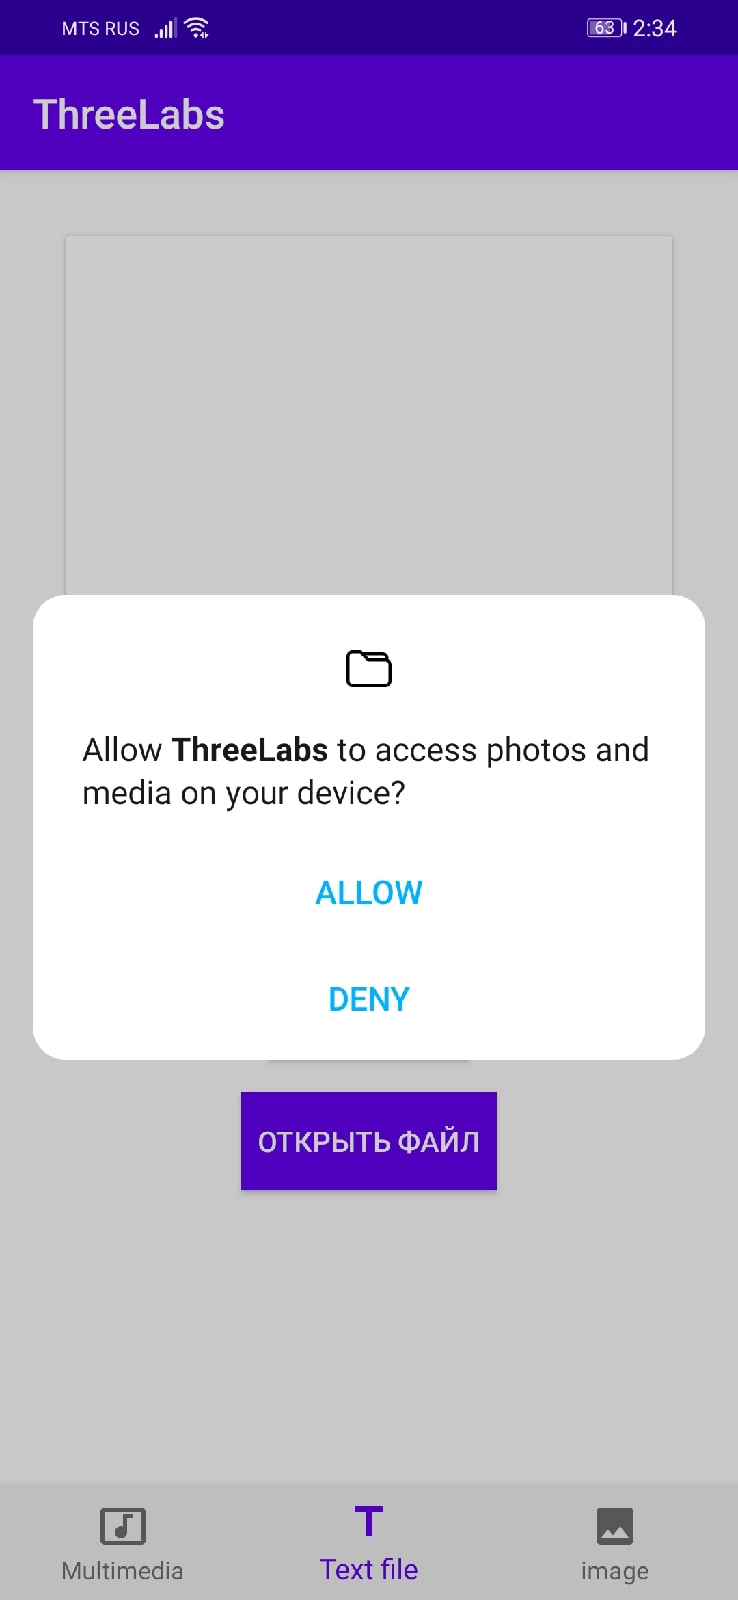 MTS RUS 63 2:34
ThreeLabs
Allow ThreeLabs to access photos and
media on your device?
ALLOW
DENY
ОТКРЫТЬ ФАЙЛ
Multimedia Text file image